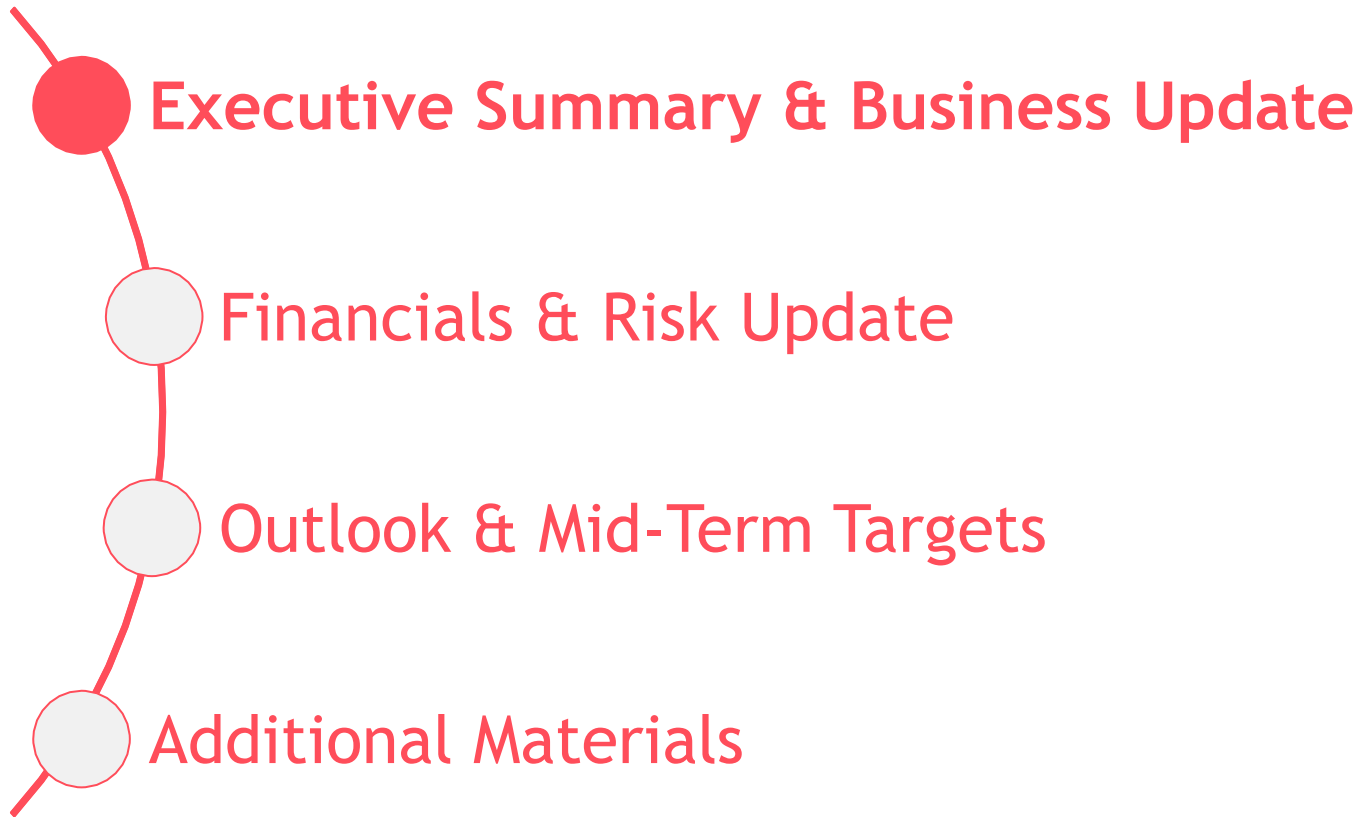 Executive Summary & Business Update
Financials & Risk Update
Outlook & Mid-Term Targets
Additional Materials